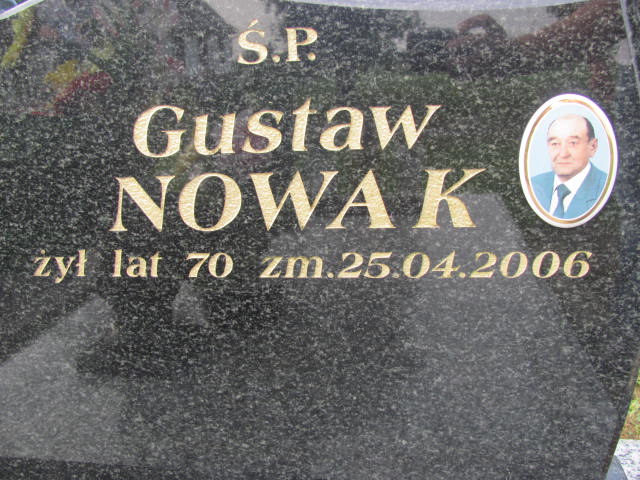 Ś.P.
Gustaw
NOWAK
żył lat 70 zm.25.04.2006